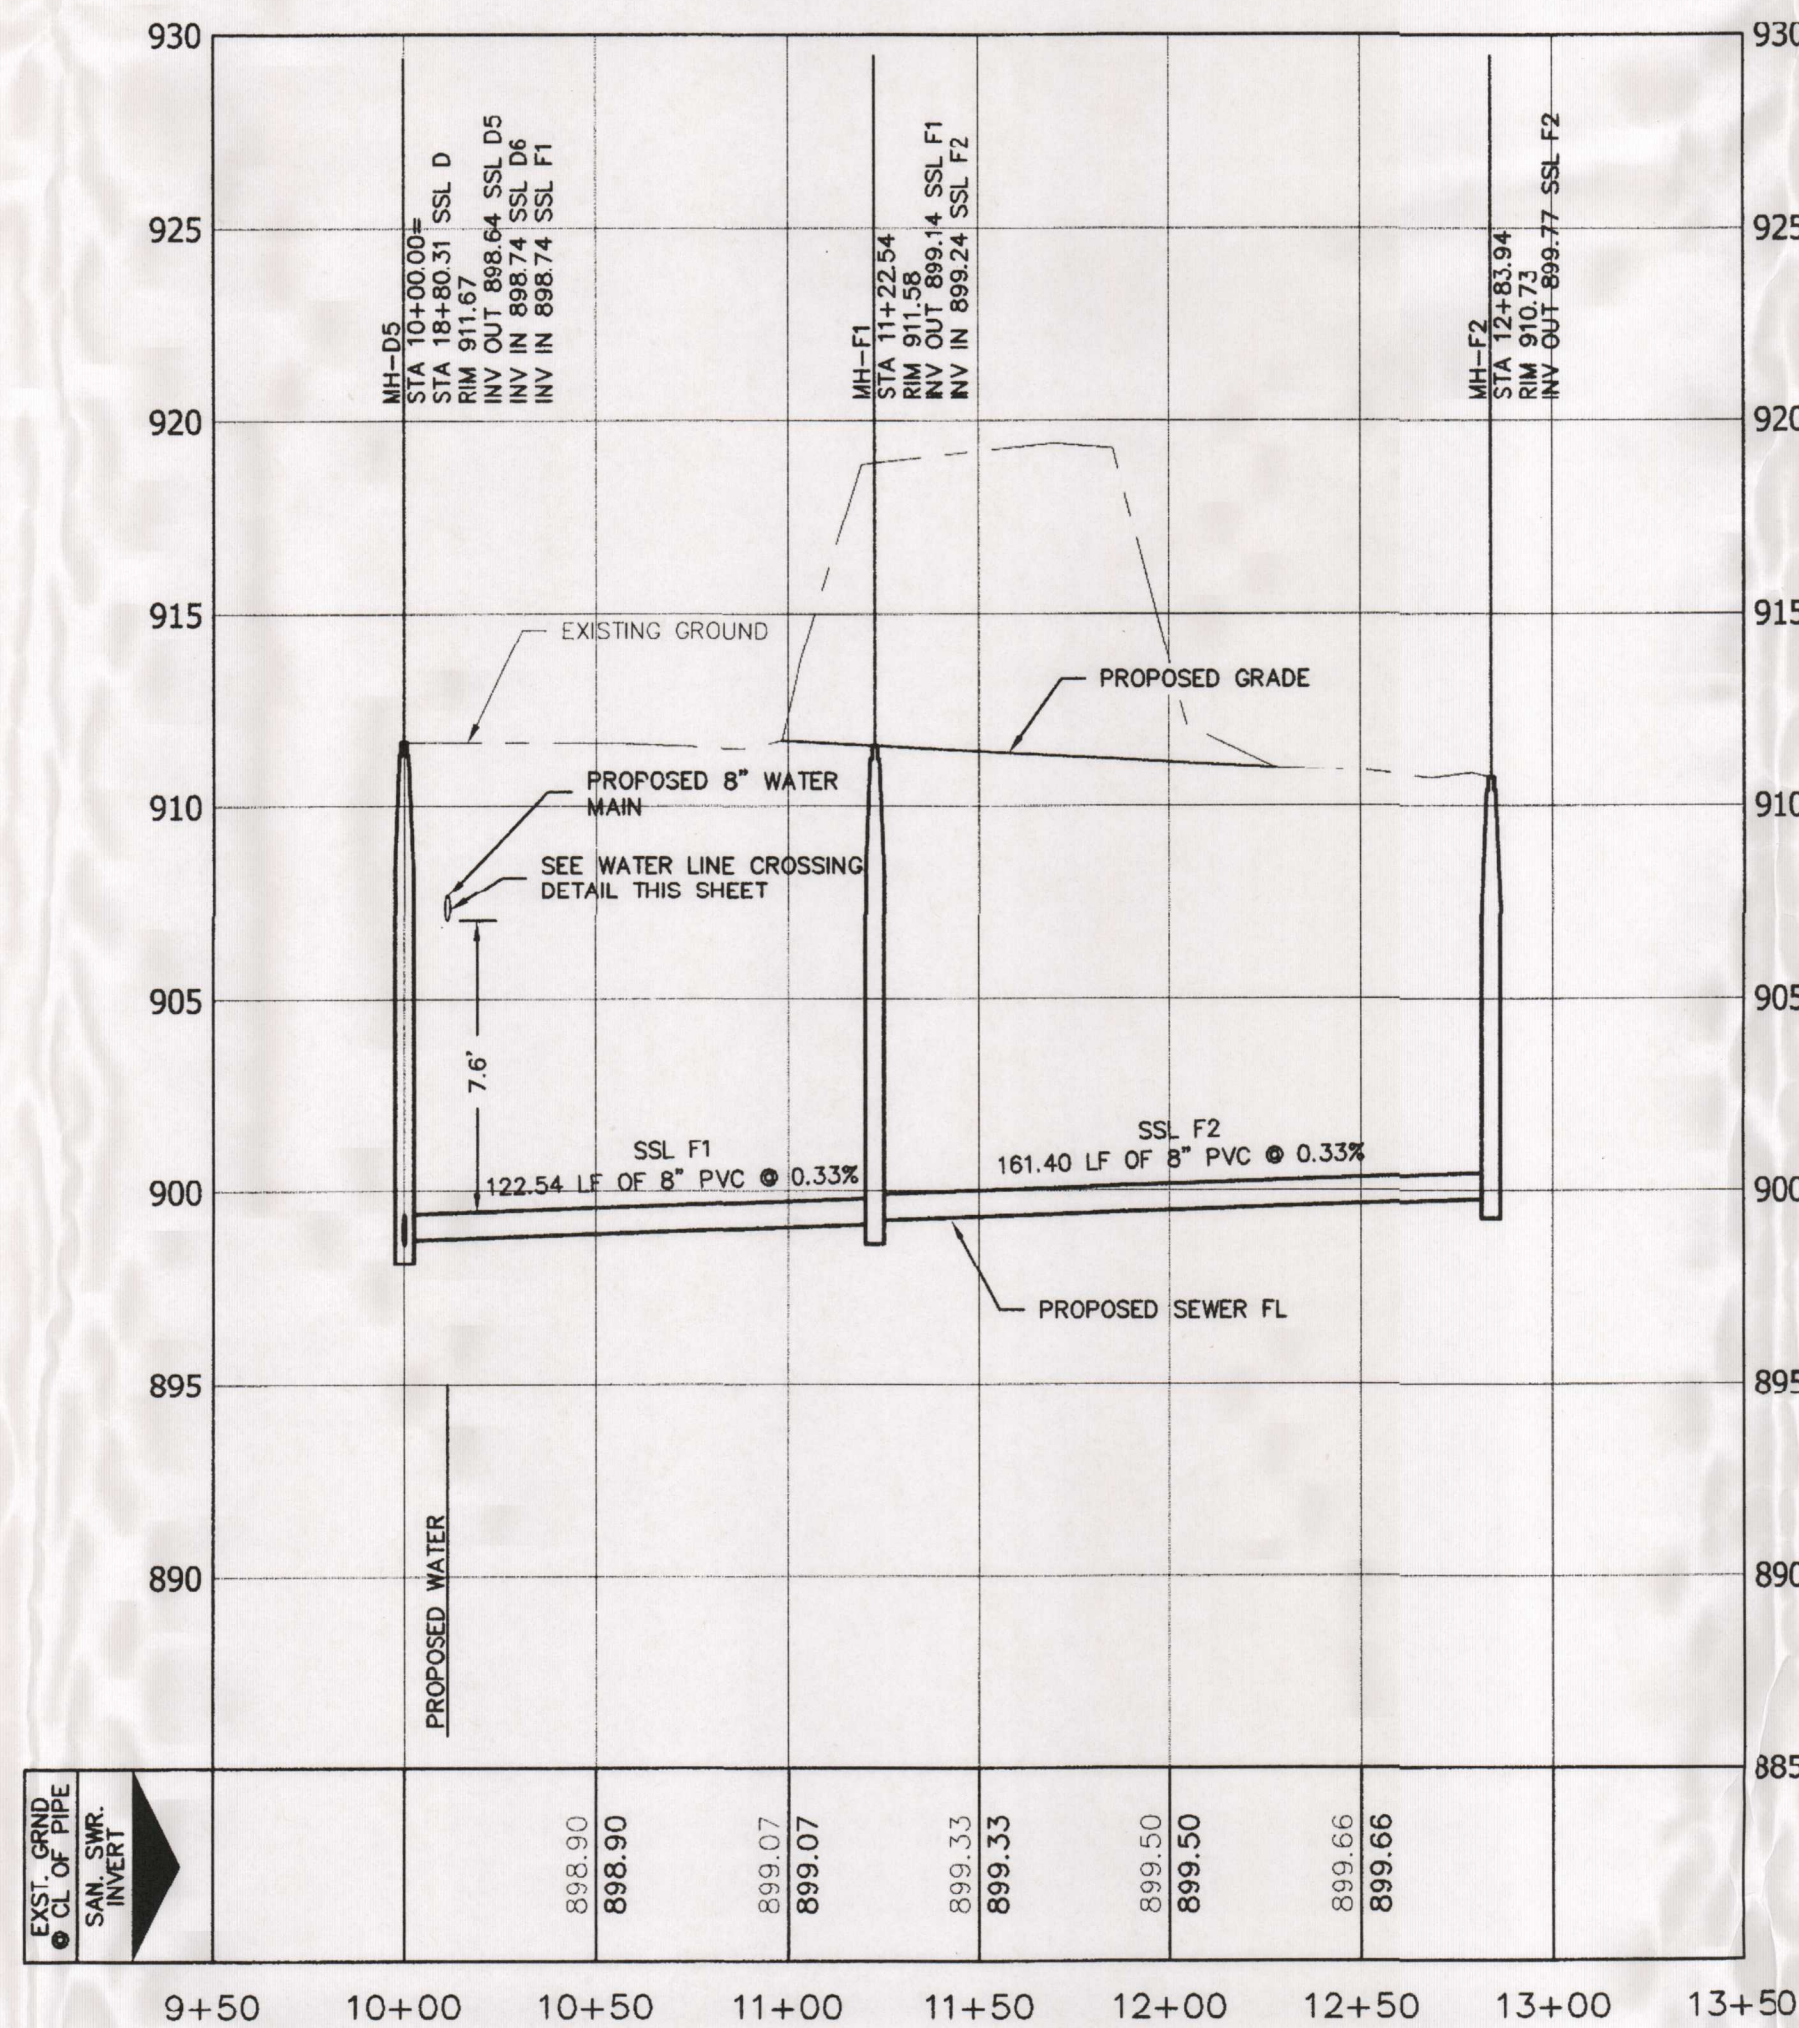 930
925
920
915
910
905
900
895
890
930
925
920
915
910
905
900
895
890
885
MH-D5
STA 10+00.00=
STA 18+80.31 SSL D
RIM 911.67
INV OUT 898.64 SSL D5
INV IN 898.74 SSL D6
INV IN 898.74 SSL F1
MH-F1
STA 11+22.54
RIM 911.58
INV OUT 899.14 SSL F1
INV IN 899.24 SSL F2
MH-F2
STA 12+83.94
RIM 910.73
INV OUT 899.77 SSL F2
EXISTING GROUND
PROPOSED GRADE
PROPOSED 8" WATER
MAIN
SEE WATER LINE CROSSING
DETAIL THIS SHEET
7.6'
SSL F1
122.54 LF OF 8" PVC @ 0.33%
SSL F2
161.40 LF OF 8" PVC @ 0.33%
PROPOSED SEWER FL
PROPOSED WATER
EXST. GRND
@ CL OF PIPE
SAN. SWR.
INVERT
898.90
898.90
899.07
899.07
899.33
899.33
899.50
899.50
899.66
899.66
9+50 10+00 10+50 11+00 11+50 12+00 12+50 13+00 13+50